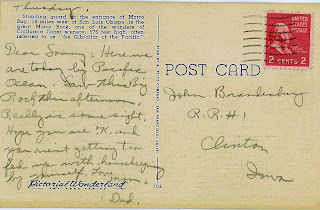 Thursday,
Standing guard at the entrance of Morro
Bay, 15 miles west of San Luis Obispo, is the
great Morro Rock, one of the wonders of
California Coast scenery, 576 feet high, often
referred to as "the Gibraltar of the Pacific".
Dear Sonny. Here we
are today by Pacific
Ocean. Saw This Big
Rock this afternoon.
Really as some sight.
Hope you are OK, and
you aren't getting too
fed up with housekeeping
by yourself. Love,
Dad.
Pictorial Wonderland
POST CARD
UNITED STATES POSTAGE
2 CENTS 2
John Brandenburg
R.R.#1
Clinton
Iowa